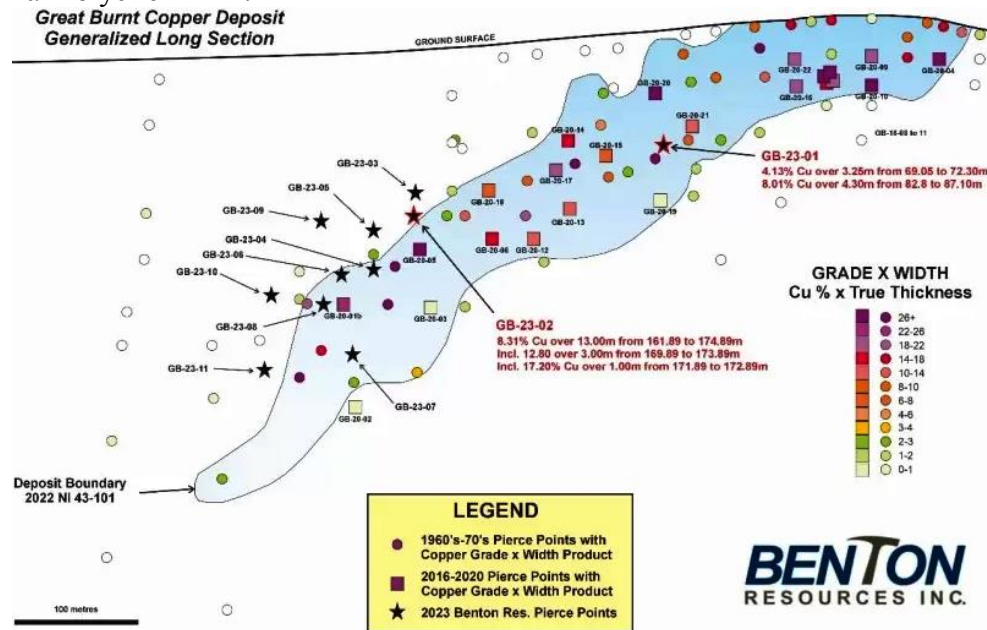 Great Burnt Copper Deposit
Generalized Long Section
GROUND SURFACE
GB-20-22
GB-20-09
GB-20-04
GB-20-20
GB-20-16
GB-20-10
GB-20-21
GB-20-14
GB-18-08 to 11
GB-20-15
GB-23-01
4.13% Cu over 3.25m from 69.05 to 72.30m
8.01% Cu over 4.30m from 82.8 to 87.10m
GB-23-03
GB-20-17
GB-23-05
GB-20-18
GB-20-19
GB-23-09
GB-20-13
GB-23-04
GB-20-06
GB-20-12
GB-23-06
GB-20-05
GB-23-10
GRADE X WIDTH
Cu % x True Thickness
GB-20-01b
GB-20-03
GB-23-08
GB-23-02
8.31% Cu over 13.00m from 161.89 to 174.89m
Incl. 12.80 over 3.00m from 169.89 to 173.89m
Incl. 17.20% Cu over 1.00m from 171.89 to 172.89m
26+
22-26
18-22
14-18
10-14
8-10
6-8
4-6
3-4
2-3
1-2
0-1
GB-23-11
GB-23-07
GB-20-02
Deposit Boundary
2022 NI 43-101
LEGEND
1960's-70's Pierce Points with
Copper Grade x Width Product
2016-2020 Pierce Points with
Copper Grade x Width Product
2023 Benton Res. Pierce Points
BENTON
RESOURCES INC.
100 metres